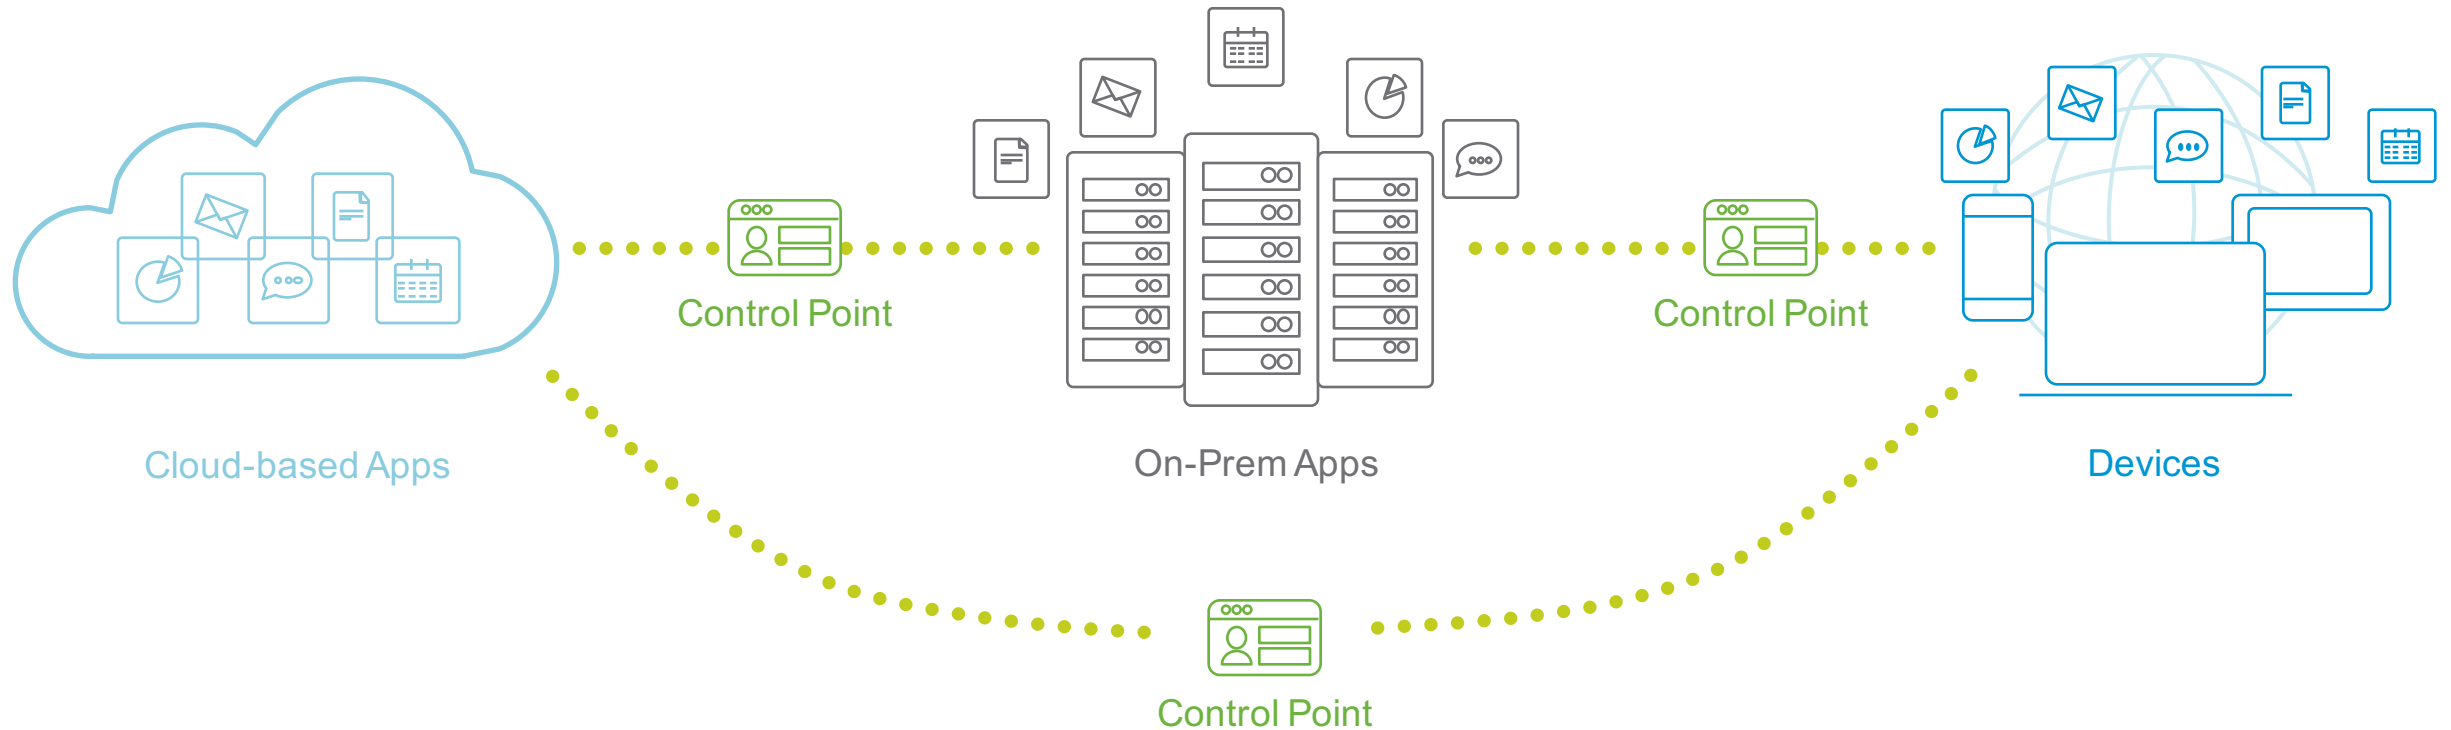 Control Point
Control Point
Cloud-based Apps
On-Prem Apps
Devices
Control Point